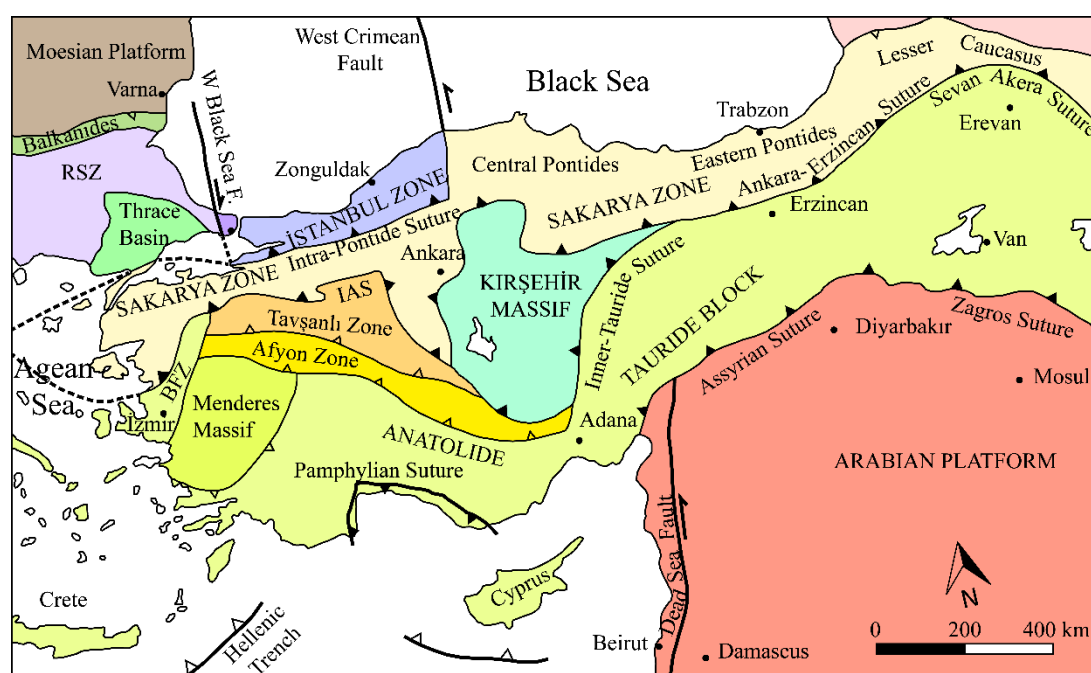 Moesian Platform
Varna
Balkanides
RSZ
Thrace
Basin
W Black Sea F.
West Crimean
Fault
Black Sea
Zonguldak
İSTANBUL ZONE
Intra-Pontide Suture
SAKARYA ZONE
Central Pontides
Trabzon
Eastern Pontides
SAKARYA ZONE
Ankara-Erzincan Suture
Lesser Caucasus
Sevan Akera Suture
Erevan
Erzincan
Van
Ankara
KIRŞEHİR
MASSIF
IAS
Tavşanlı Zone
Afyon Zone
Inner-Tauride Suture
TAURIDE BLOCK
Assyrian Suture
Zagros Suture
Diyarbakır
Mosul
Agean
Sea
BFZ
İzmir
Menderes
Massif
ANATOLIDE
Adana
Pamphylian Suture
ARABIAN PLATFORM
Dead Sea Fault
Cyprus
Crete
Hellenic
Trench
Beirut
Damascus
N
0 200 400 km